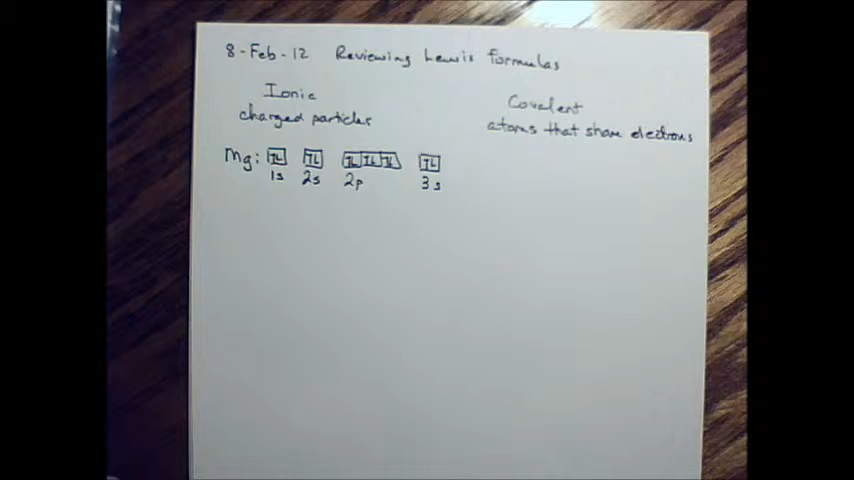 8-Feb-12 Reviewing Lewis formulas
Ionic
charged particles
Covalent
atoms that share electrons
Mg: ↑↓ ↑↓ ↑↓ ↑↓ ↑↓ ↑↓
1s 2s 2p 3s